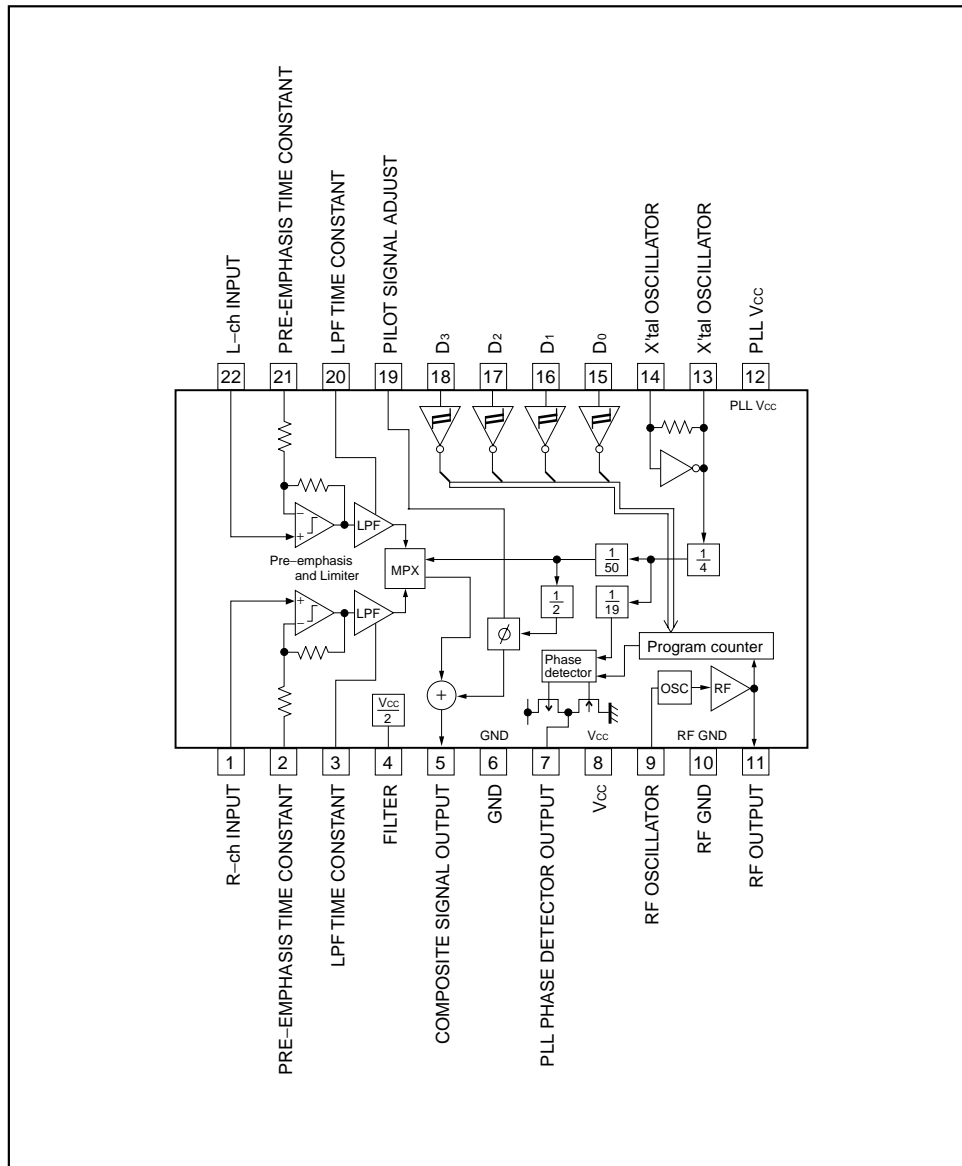 L–ch INPUT
PRE-EMPHASIS TIME CONSTANT
LPF TIME CONSTANT
PILOT SIGNAL ADJUST
D3
D2
D1
D0
X'tal OSCILLATOR
X'tal OSCILLATOR
PLL VCC
22
21
20
19
18
17
16
15
14
13
12
PLL VCC
–
+
LPF
Pre–emphasis
and Limiter
MPX
1
50
1
4
1
2
1
19
+
–
LPF
ϕ
Phase
detector
Program counter
OSC
RF
+
VCC
2
GND
VCC
RF GND
1
2
3
4
5
6
7
8
9
10
11
R–ch INPUT
PRE–EMPHASIS TIME CONSTANT
LPF TIME CONSTANT
FILTER
COMPOSITE SIGNAL OUTPUT
GND
PLL PHASE DETECTOR OUTPUT
VCC
RF OSCILLATOR
RF GND
RF OUTPUT